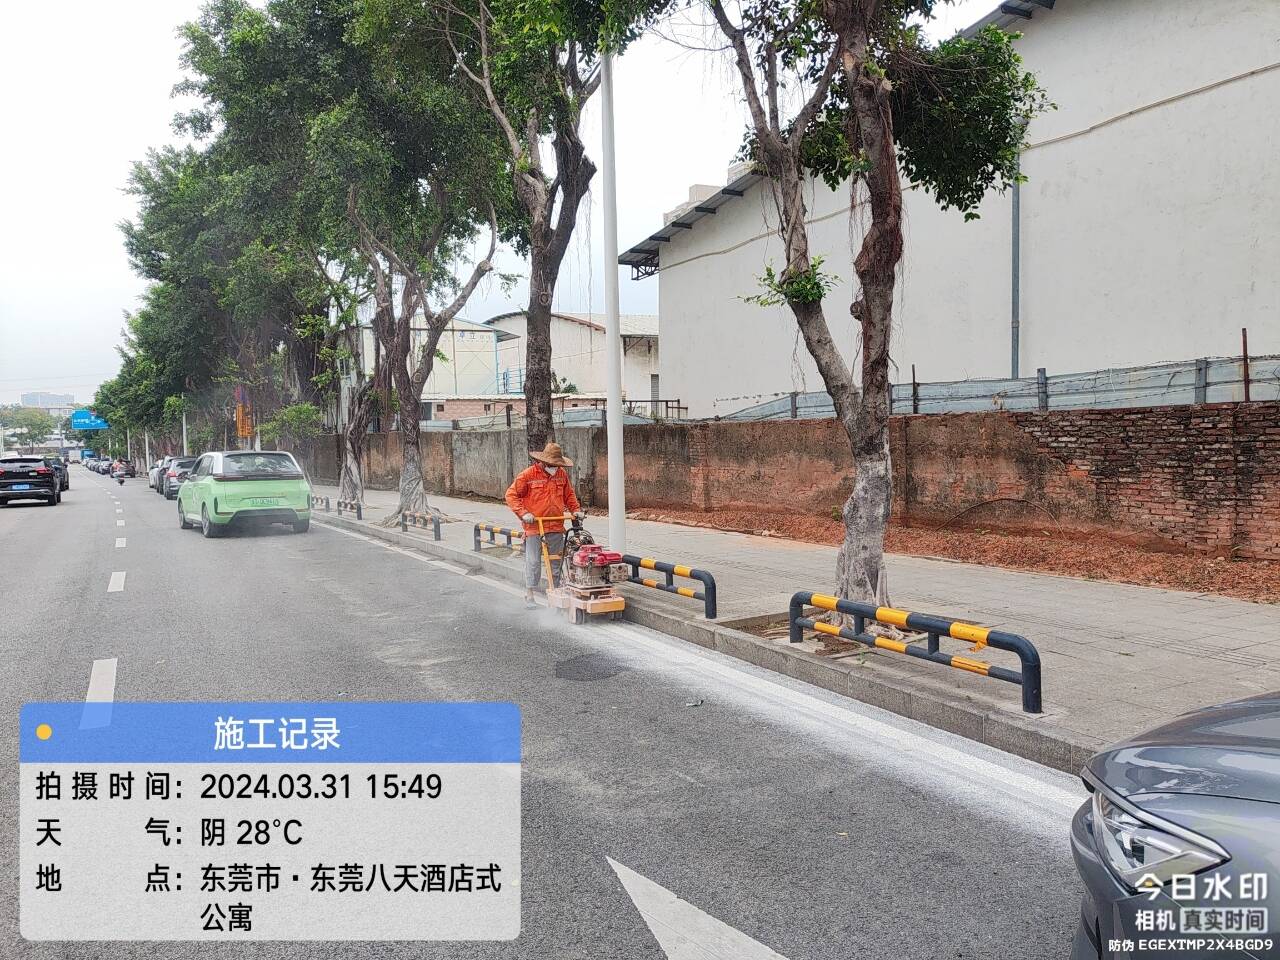 施工记录
拍摄时间: 2024.03.31 15:49
天气: 阴 28°C
地点: 东莞市·东莞八天酒店式
公寓
今日水印
相机 真实时间
防伪 EGEXTMP2X4BGD9